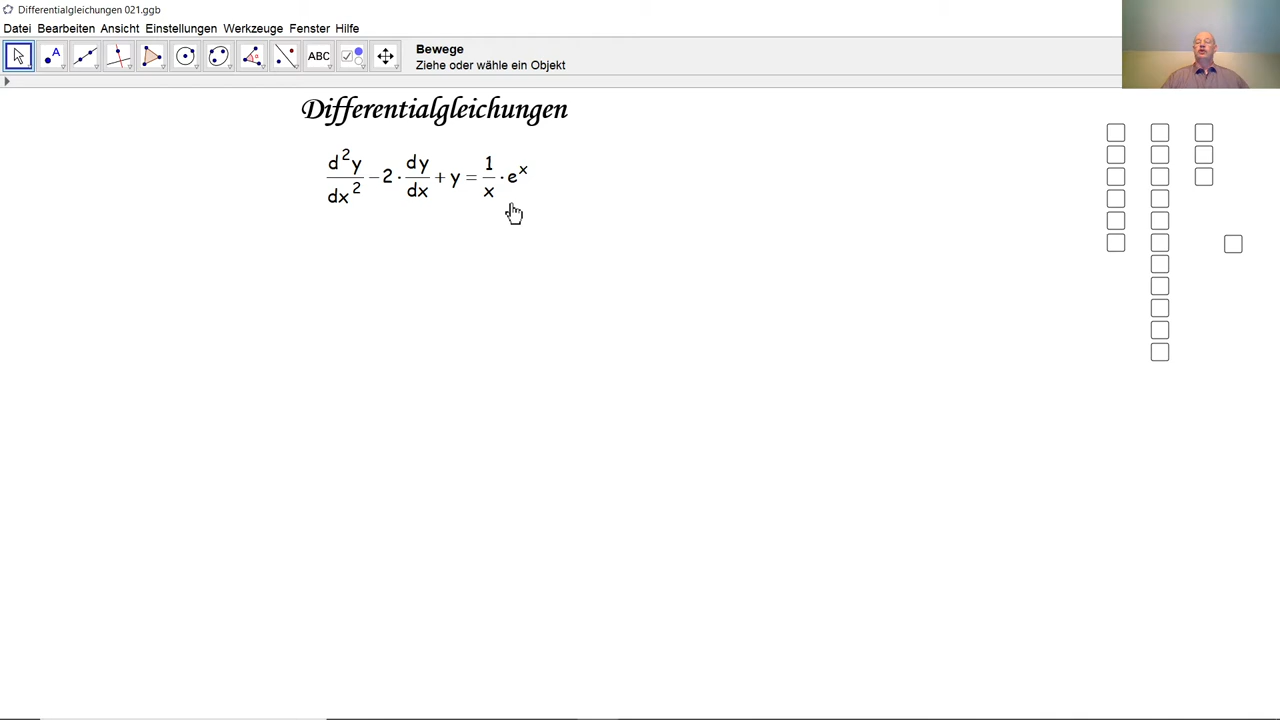 Differentialgleichungen 021.ggb
Datei Bearbeiten Ansicht Einstellungen Werkzeuge Fenster Hilfe
A
ABC
Bewege
Ziehe oder wähle ein Objekt
Differentialgleichungen
d²y/dx² − 2 · dy/dx + y = 1/x · eˣ